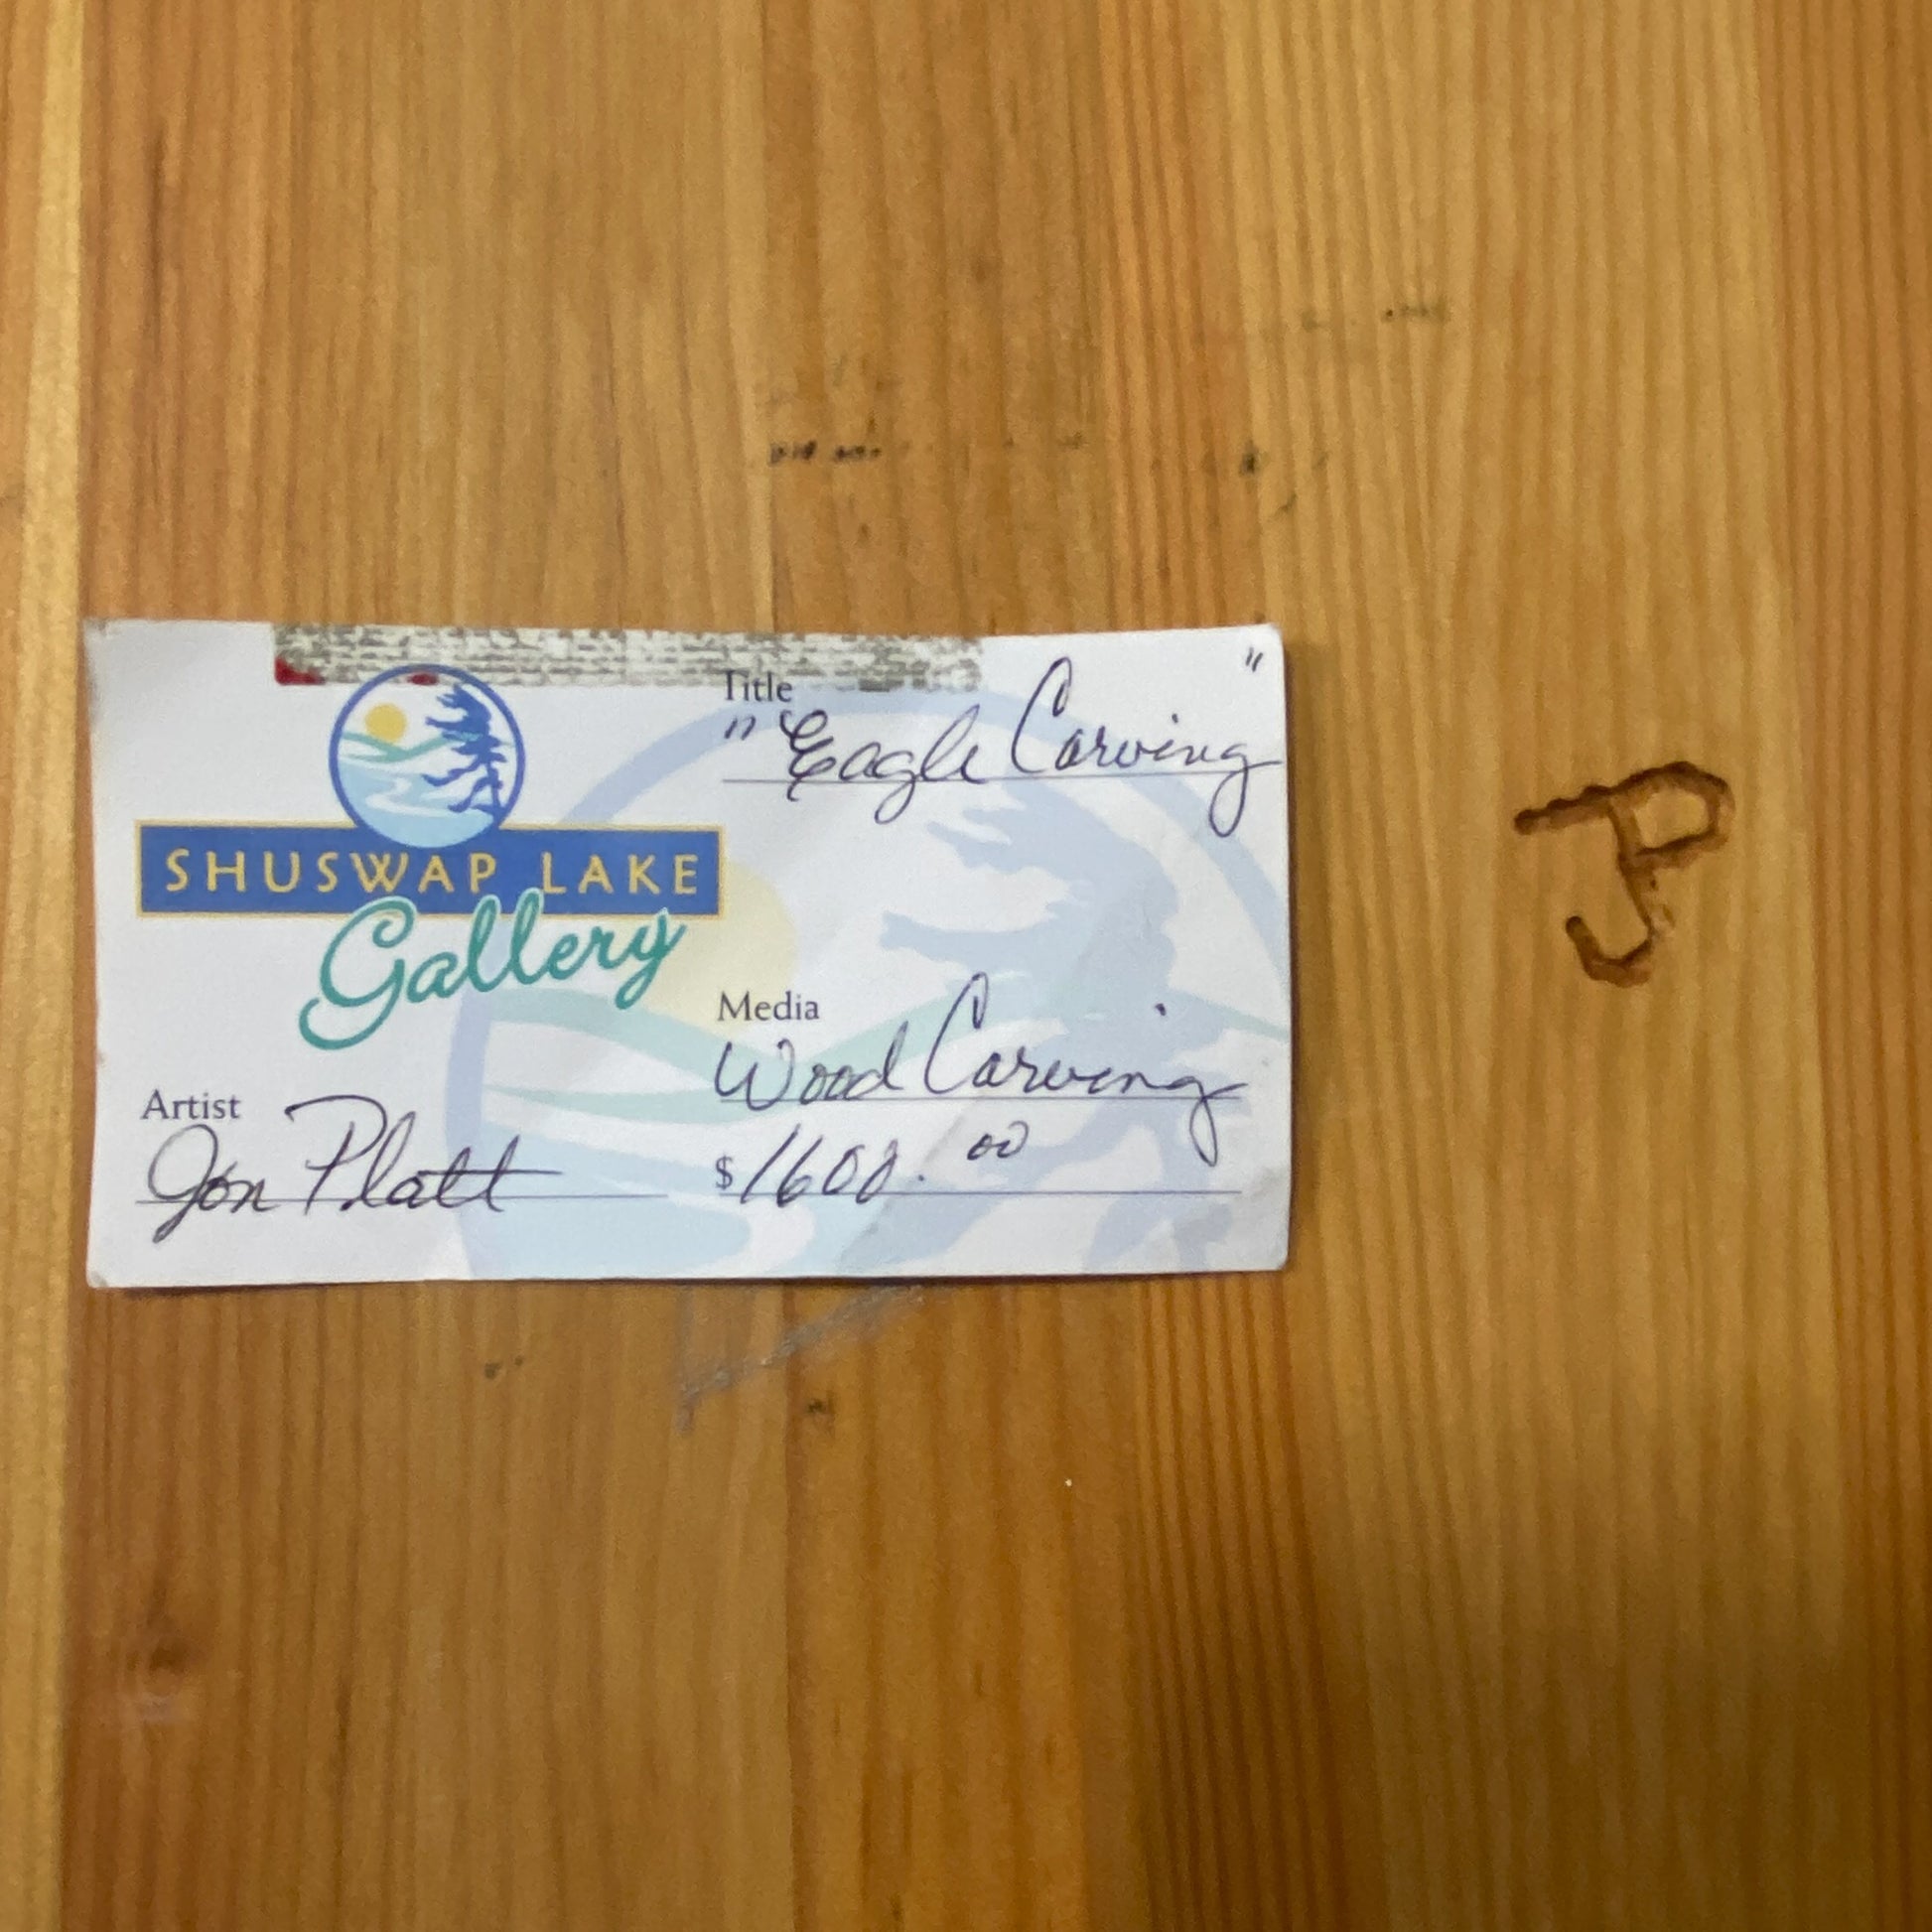 SHUSWAP LAKE
Gallery
Artist
Jon Platt
Title
"Eagle Carving"
Media
Wood Carving
$1600.00
JP